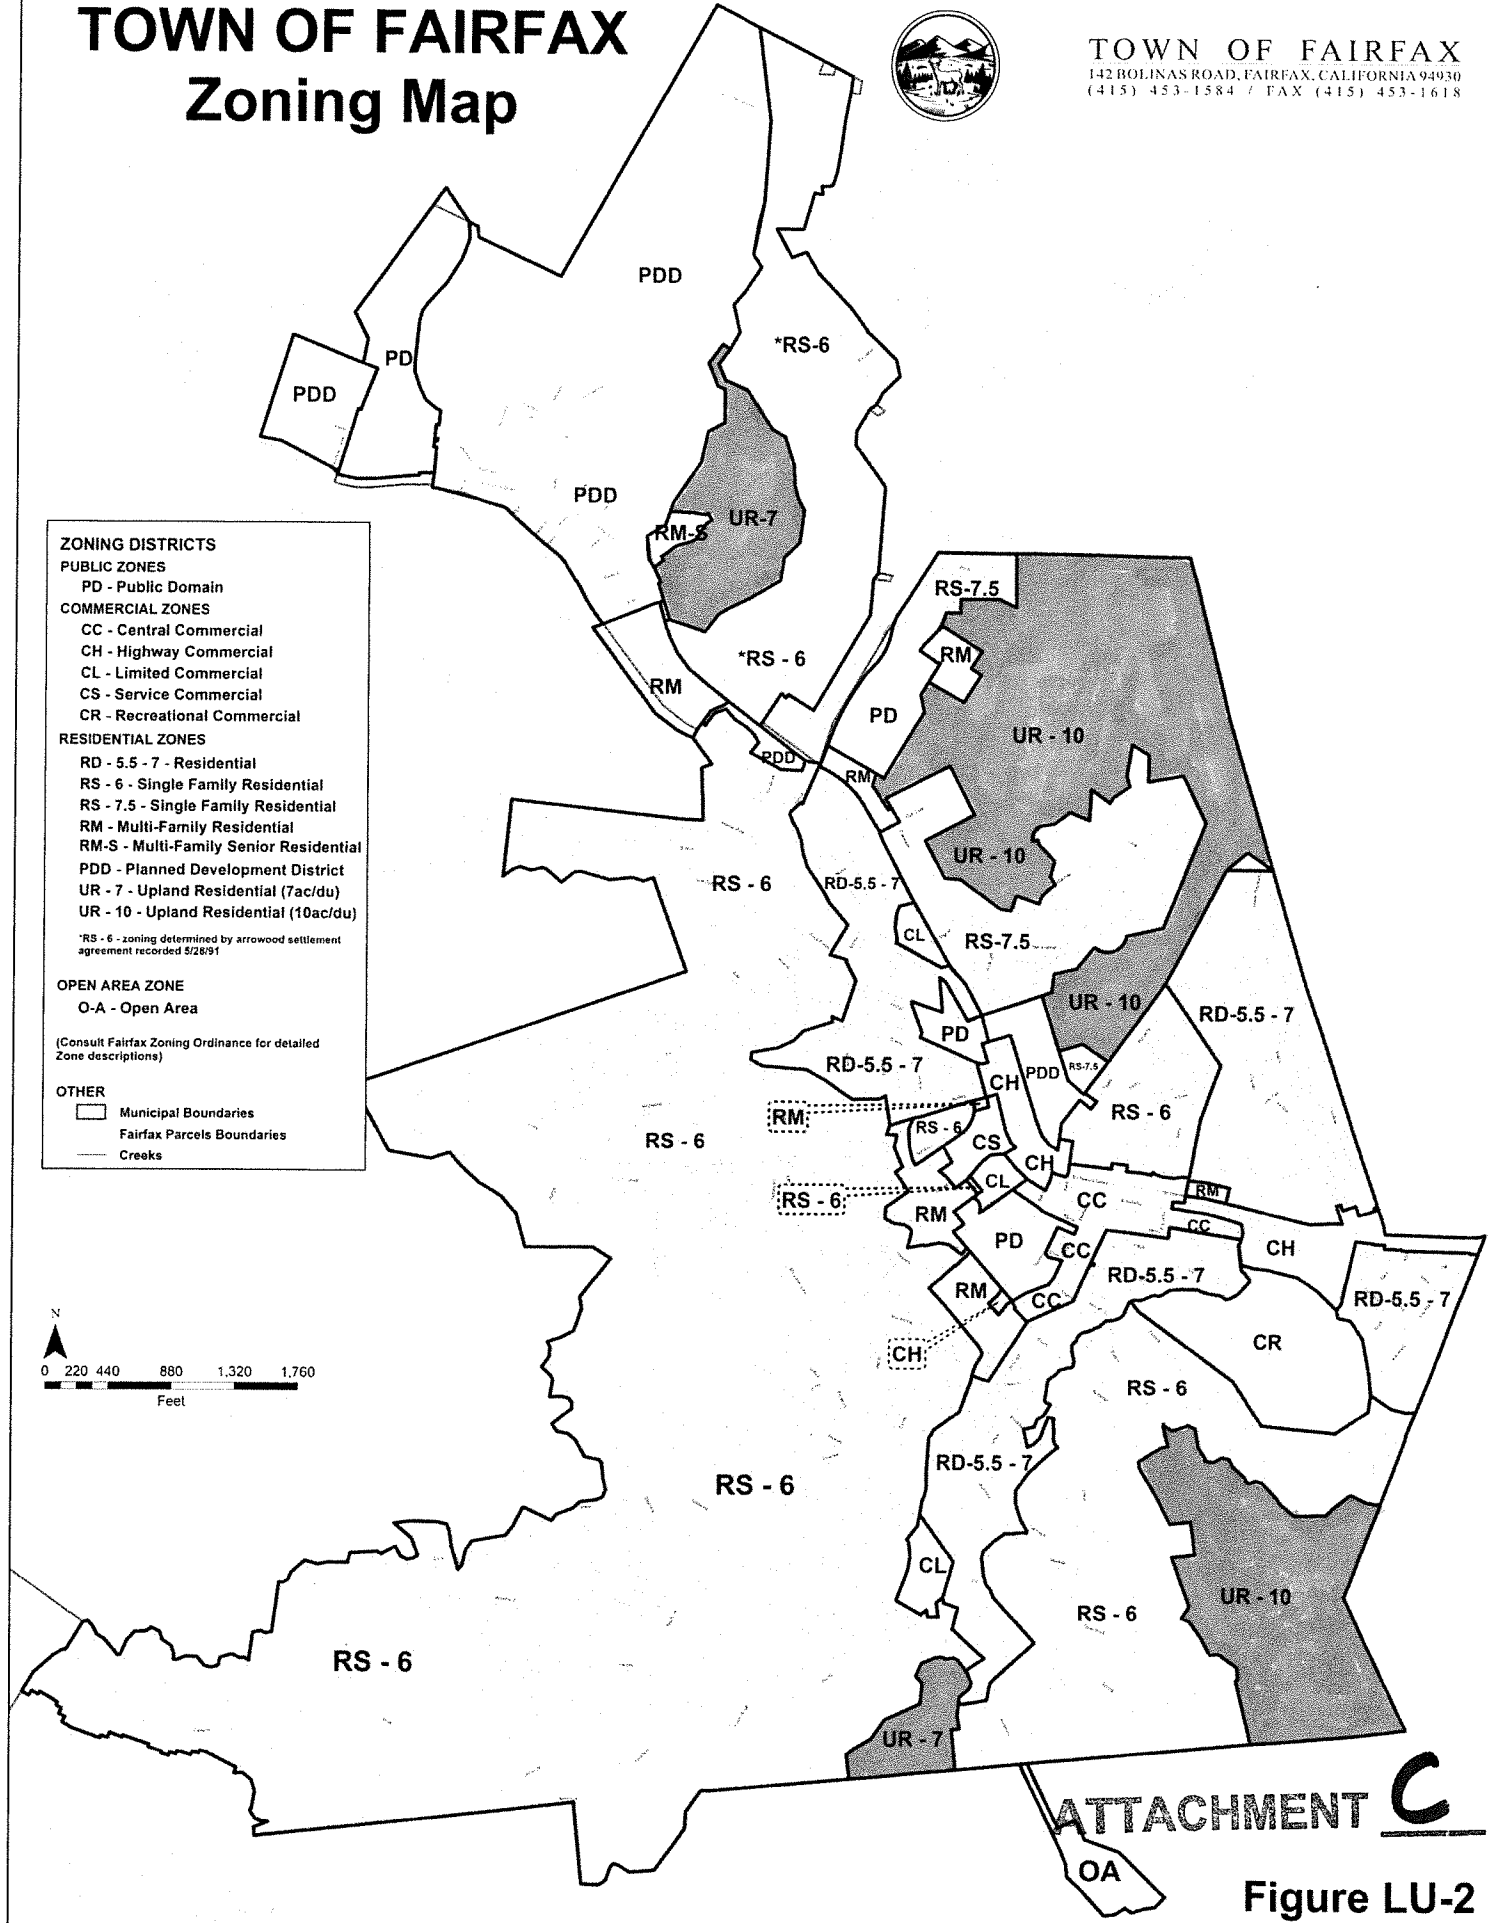 TOWN OF FAIRFAX
Zoning Map
TOWN OF FAIRFAX
142 BOLINAS ROAD, FAIRFAX, CALIFORNIA 94930
(415) 453-1584 / FAX (415) 453-1618
PDD
*RS-6
PD
PDD
PDD
UR-7
RM-S
ZONING DISTRICTS
PUBLIC ZONES
PD - Public Domain
COMMERCIAL ZONES
CC - Central Commercial
CH - Highway Commercial
CL - Limited Commercial
CS - Service Commercial
CR - Recreational Commercial
RESIDENTIAL ZONES
RD - 5.5 - 7 - Residential
RS - 6 - Single Family Residential
RS - 7.5 - Single Family Residential
RM - Multi-Family Residential
RM-S - Multi-Family Senior Residential
PDD - Planned Development District
UR - 7 - Upland Residential (7ac/du)
UR - 10 - Upland Residential (10ac/du)
*RS - 6 - zoning determined by arrowood settlement
agreement recorded 5/28/91
OPEN AREA ZONE
O-A - Open Area
(Consult Fairfax Zoning Ordinance for detailed
Zone descriptions)
OTHER
Municipal Boundaries
Fairfax Parcels Boundaries
Creeks
RS-7.5
RM
*RS - 6
RM
PD
UR - 10
PDD
RM
UR - 10
RS - 6
RD-5.5 - 7
CL
RS-7.5
UR - 10
RD-5.5 - 7
PD
RD-5.5 - 7
CH
PDD
RS-7.5
RM
RS - 6
RS - 6
RS - 6
CS
CH
CL
RS - 6
CC
RM
RM
PD
CC
CC
CH
RD-5.5 - 7
RM
CC
RD-5.5 - 7
CH
CR
RS - 6
N
0 220 440 880 1,320 1,760
Feet
RD-5.5 - 7
RS - 6
CL
UR - 10
RS - 6
RS - 6
UR - 7
ATTACHMENT C
OA
Figure LU-2